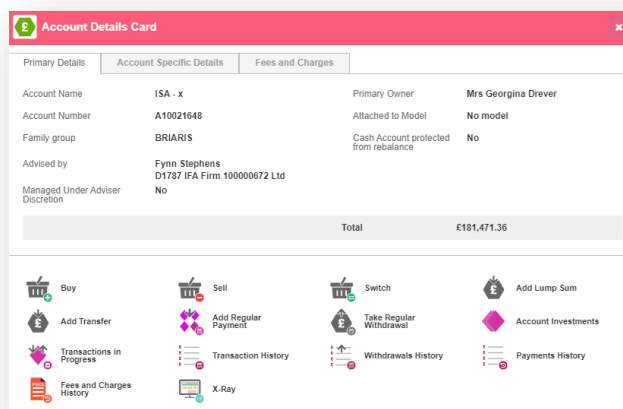 Account Details Card
Primary Details Account Specific Details Fees and Charges
Account Name ISA - x Primary Owner Mrs Georgina Drever
Account Number A10021648 Attached to Model No model
Family group BRIARIS Cash Account protected from rebalance No
Advised by Fynn Stephens
D1787 IFA Firm 100000672 Ltd
Managed Under Adviser Discretion No
Total £181,471.36
Buy Sell Switch Add Lump Sum
Add Transfer Add Regular Payment Take Regular Withdrawal Account Investments
Transactions in Progress Transaction History Withdrawals History Payments History
Fees and Charges History X-Ray